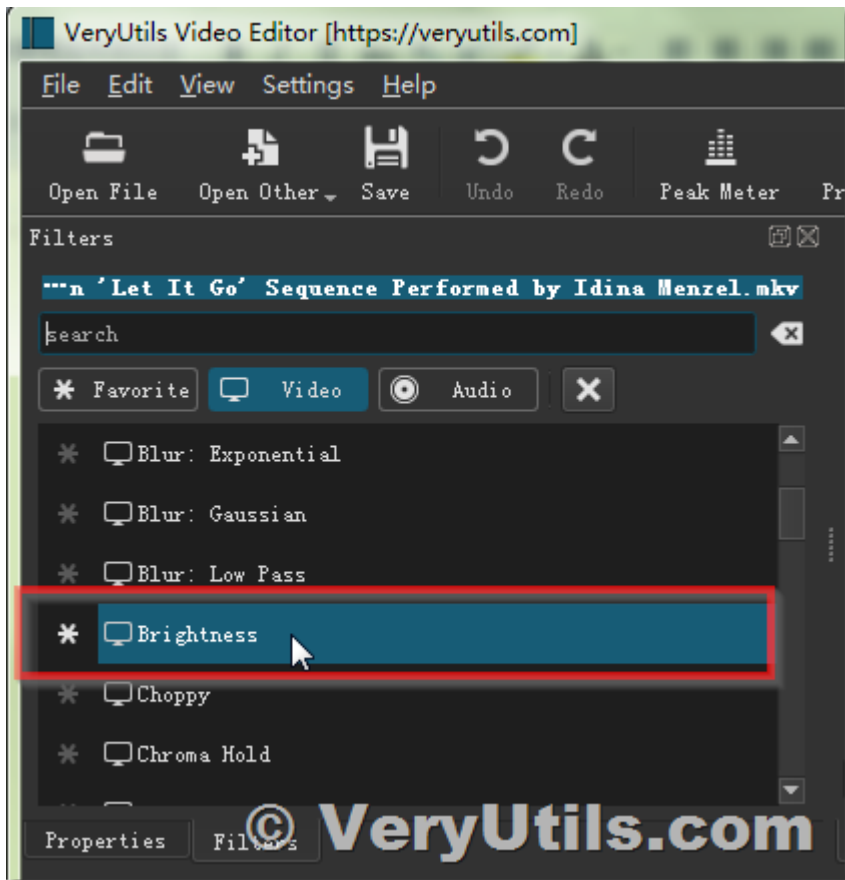 VeryUtils Video Editor [https://veryutils.com]
File Edit View Settings Help
Open File Open Other Save Undo Redo Peak Meter Pr
Filters
…n 'Let It Go' Sequence Performed by Idina Menzel.mkv
search
Favorite Video Audio
Blur: Exponential
Blur: Gaussian
Blur: Low Pass
Brightness
Choppy
Chroma Hold
Properties Filters
© VeryUtils.com